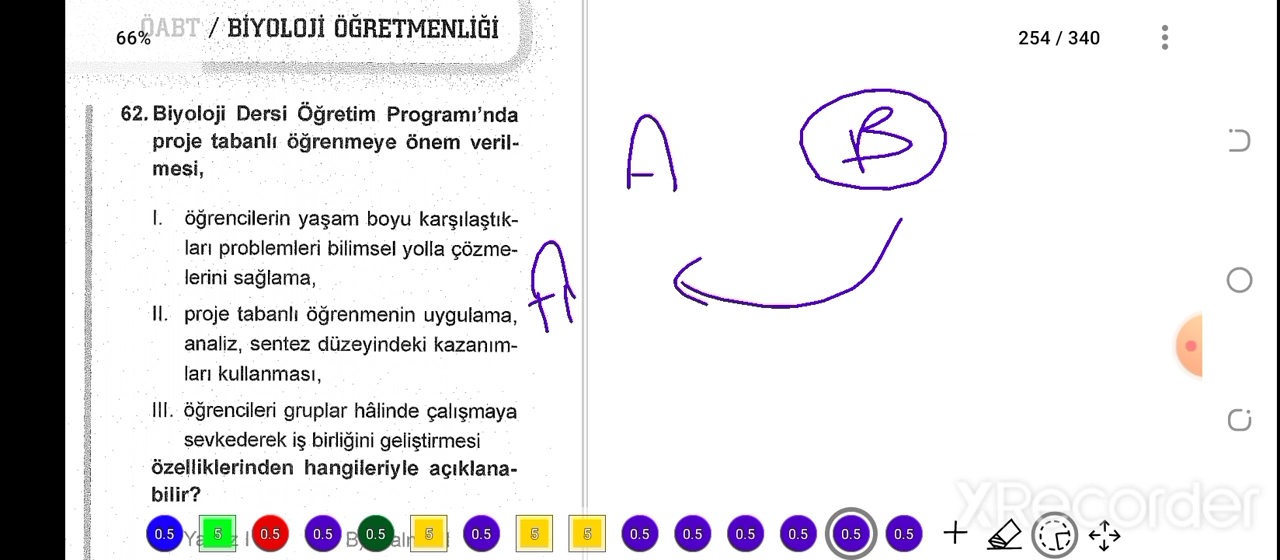 66%
ÖABT / BİYOLOJİ ÖĞRETMENLİĞİ
254 / 340
62. Biyoloji Dersi Öğretim Programı'nda
proje tabanlı öğrenmeye önem veril-
mesi,
I. öğrencilerin yaşam boyu karşılaştık-
ları problemleri bilimsel yolla çözme-
lerini sağlama,
II. proje tabanlı öğrenmenin uygulama,
analiz, sentez düzeyindeki kazanım-
ları kullanması,
III. öğrencileri gruplar hâlinde çalışmaya
sevkederek iş birliğini geliştirmesi
özelliklerinden hangileriyle açıklana-
bilir?
A B
A
0.5 5 0.5 0.5 0.5 5 0.5 5 5 0.5 0.5 0.5 0.5 0.5 0.5
XRecorder